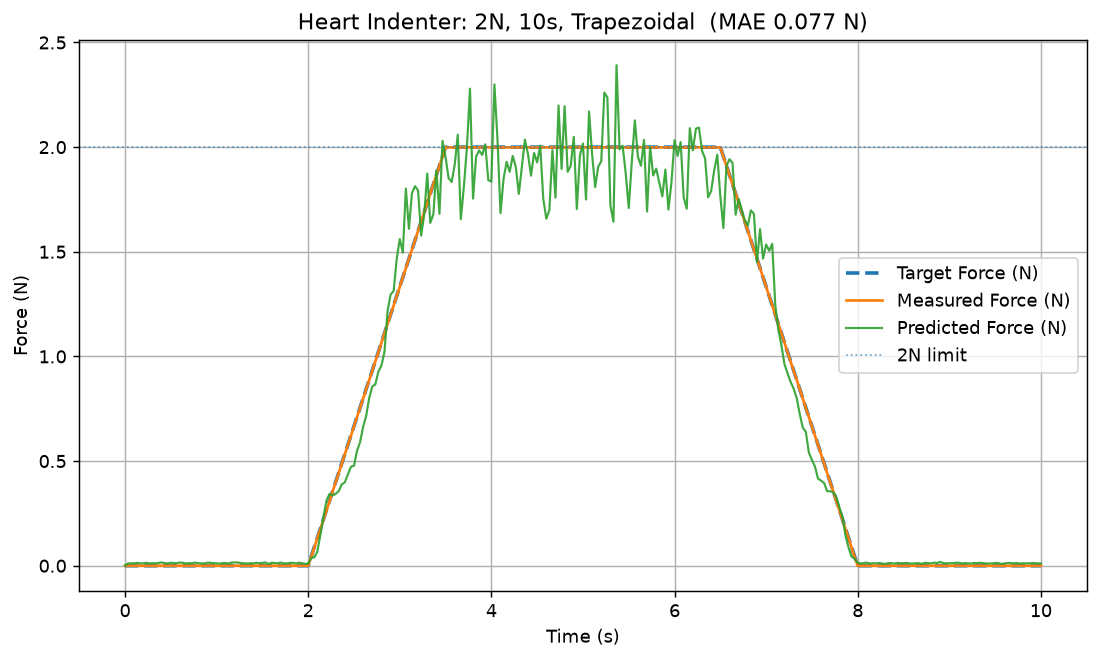 Heart Indenter: 2N, 10s, Trapezoidal  (MAE 0.077 N)
2.5
2.0
1.5
1.0
0.5
0.0
Force (N)
Target Force (N)
Measured Force (N)
Predicted Force (N)
2N limit
0 2 4 6 8 10
Time (s)